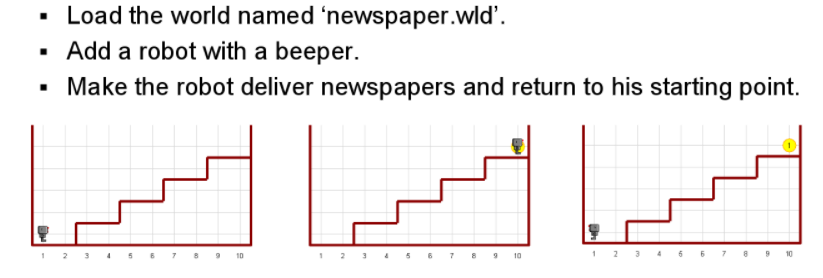 ▪ Load the world named ‘newspaper.wld’.
▪ Add a robot with a beeper.
▪ Make the robot deliver newspapers and return to his starting point.
1
1 2 3 4 5 6 7 8 9 10
1 2 3 4 5 6 7 8 9 10
1 2 3 4 5 6 7 8 9 10